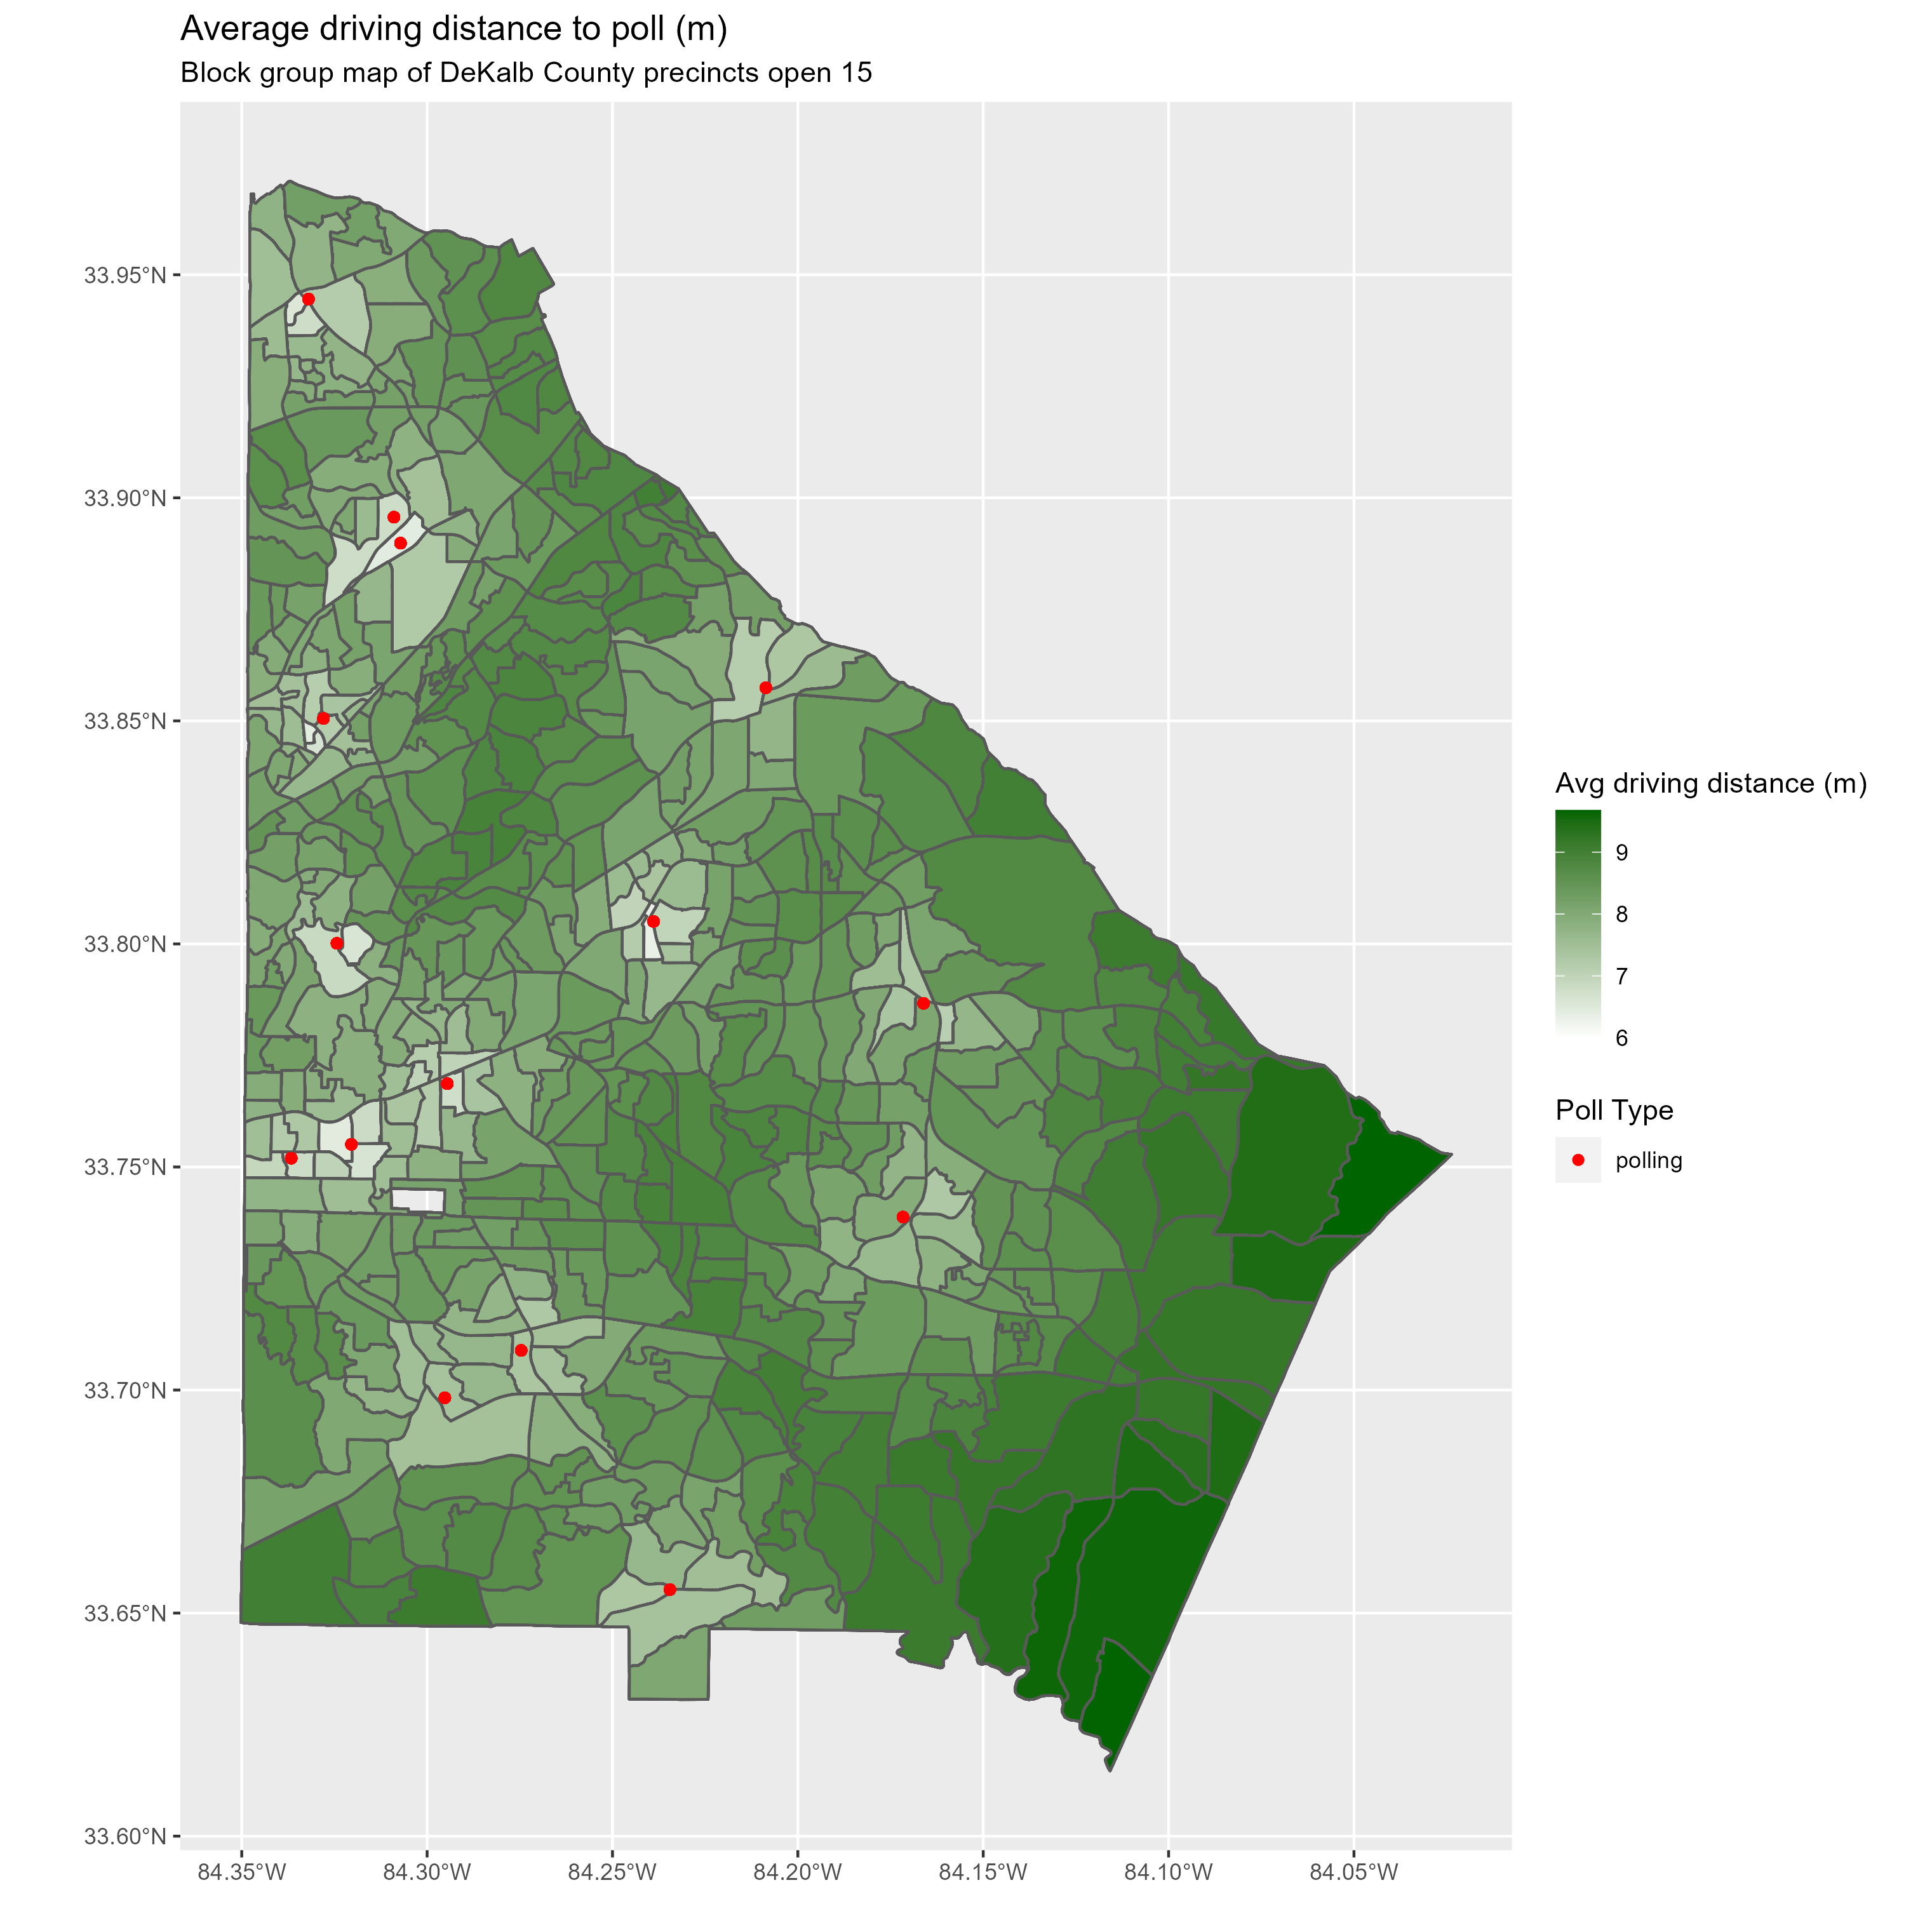 Average driving distance to poll (m)
Block group map of DeKalb County precincts open 15
33.95°N
33.90°N
33.85°N
33.80°N
33.75°N
33.70°N
33.65°N
33.60°N
84.35°W
84.30°W
84.25°W
84.20°W
84.15°W
84.10°W
84.05°W
Avg driving distance (m)
9
8
7
6
Poll Type
polling